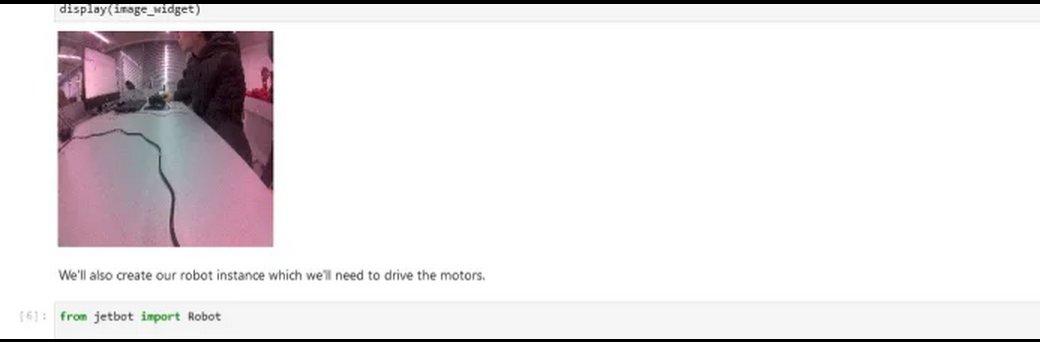 display(image_widget)
We'll also create our robot instance which we'll need to drive the motors.
[6]: from jetbot import Robot